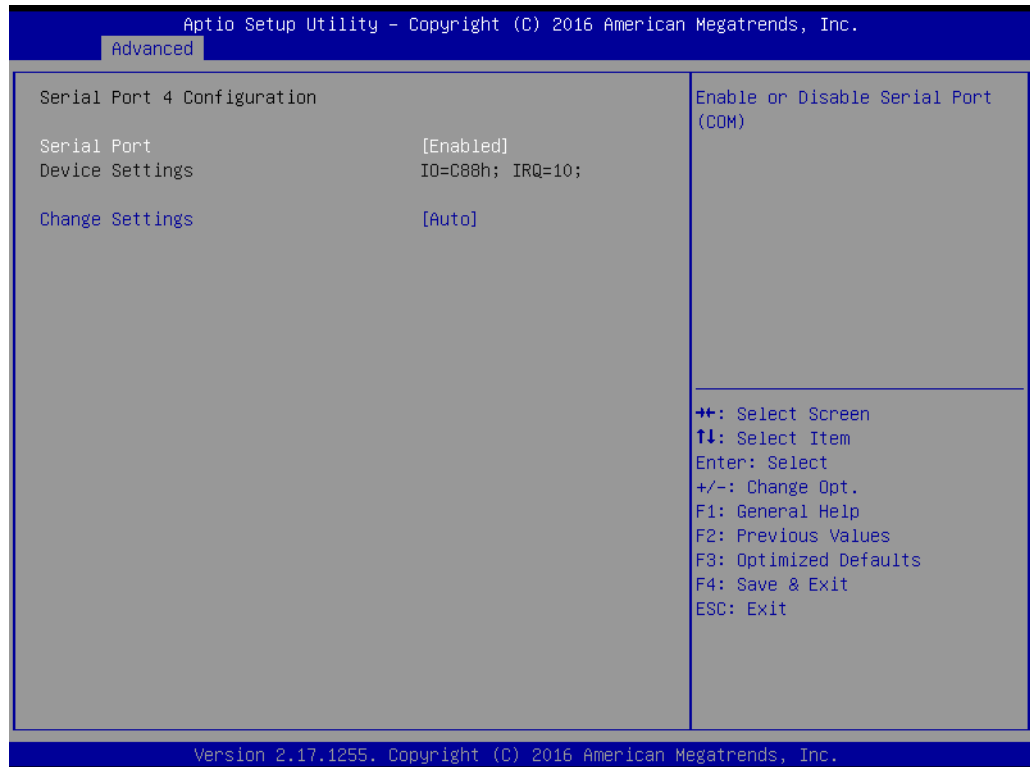 Aptio Setup Utility – Copyright (C) 2016 American Megatrends, Inc.
Advanced
Serial Port 4 Configuration
Serial Port [Enabled]
Device Settings IO=C88h; IRQ=10;
Change Settings [Auto]
Enable or Disable Serial Port
(COM)
→←: Select Screen
↑↓: Select Item
Enter: Select
+/-: Change Opt.
F1: General Help
F2: Previous Values
F3: Optimized Defaults
F4: Save & Exit
ESC: Exit
Version 2.17.1255. Copyright (C) 2016 American Megatrends, Inc.